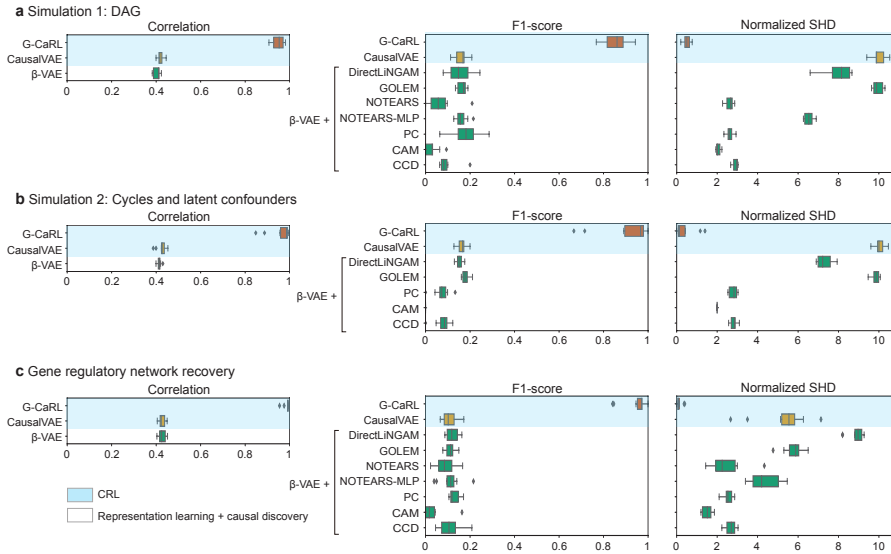 a Simulation 1: DAG
Correlation
G-CaRL
CausalVAE
β-VAE
0 0.2 0.4 0.6 0.8 1
F1-score
G-CaRL
CausalVAE
DirectLiNGAM
GOLEM
NOTEARS
β-VAE +
NOTEARS-MLP
PC
CAM
CCD
0 0.2 0.4 0.6 0.8 1
Normalized SHD
0 2 4 6 8 10
b Simulation 2: Cycles and latent confounders
Correlation
G-CaRL
CausalVAE
β-VAE
0 0.2 0.4 0.6 0.8 1
F1-score
G-CaRL
CausalVAE
DirectLiNGAM
GOLEM
β-VAE +
PC
CAM
CCD
0 0.2 0.4 0.6 0.8 1
Normalized SHD
0 2 4 6 8 10
c Gene regulatory network recovery
Correlation
G-CaRL
CausalVAE
β-VAE
0 0.2 0.4 0.6 0.8 1
CRL
Representation learning + causal discovery
F1-score
G-CaRL
CausalVAE
DirectLiNGAM
GOLEM
NOTEARS
β-VAE +
NOTEARS-MLP
PC
CAM
CCD
0 0.2 0.4 0.6 0.8 1
Normalized SHD
0 2 4 6 8 10